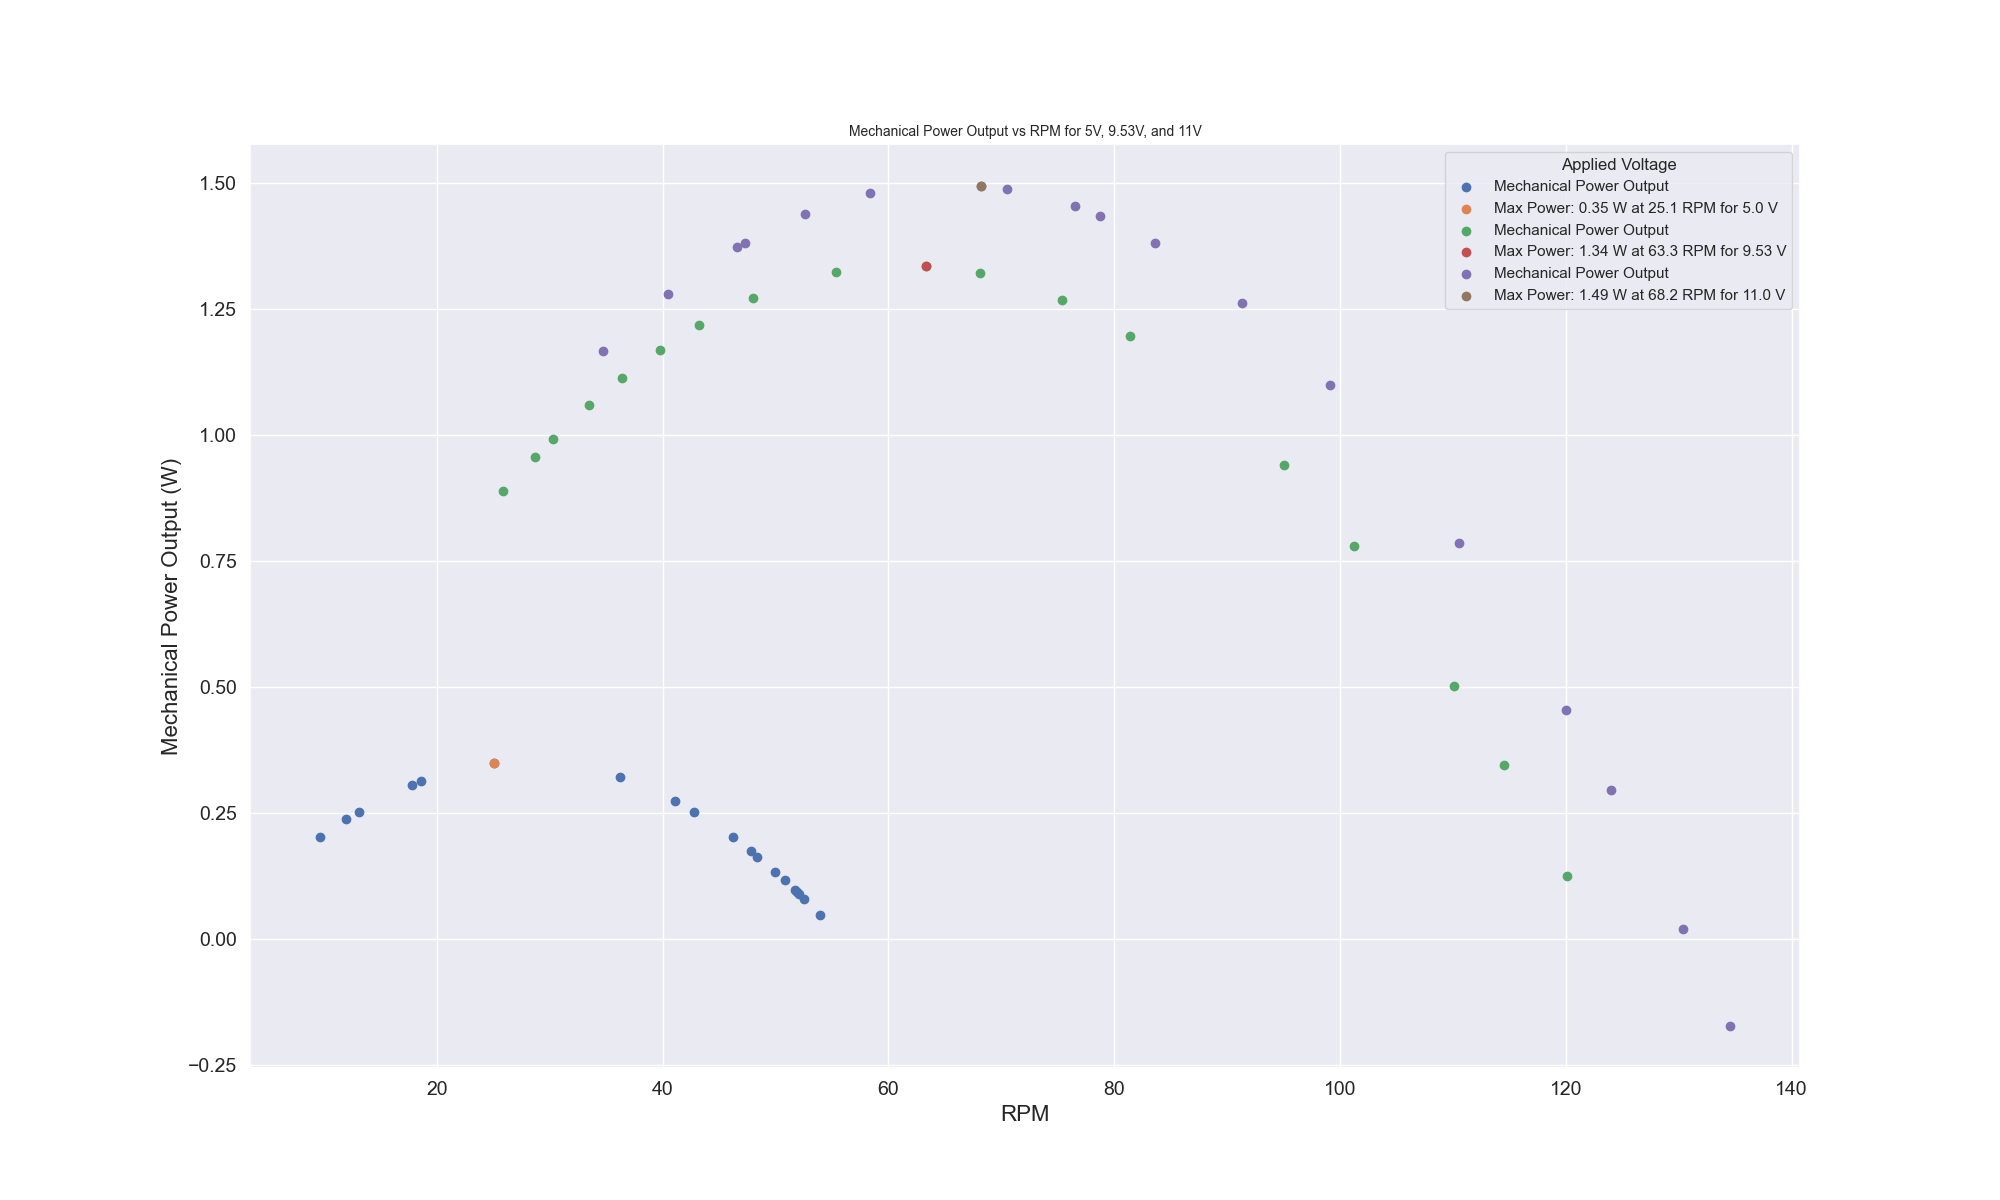 Mechanical Power Output vs RPM for 5V, 9.53V, and 11V
Applied Voltage
Mechanical Power Output
Max Power: 0.35 W at 25.1 RPM for 5.0 V
Mechanical Power Output
Max Power: 1.34 W at 63.3 RPM for 9.53 V
Mechanical Power Output
Max Power: 1.49 W at 68.2 RPM for 11.0 V
Mechanical Power Output (W)
1.50
1.25
1.00
0.75
0.50
0.25
0.00
−0.25
20 40 60 80 100 120 140
RPM